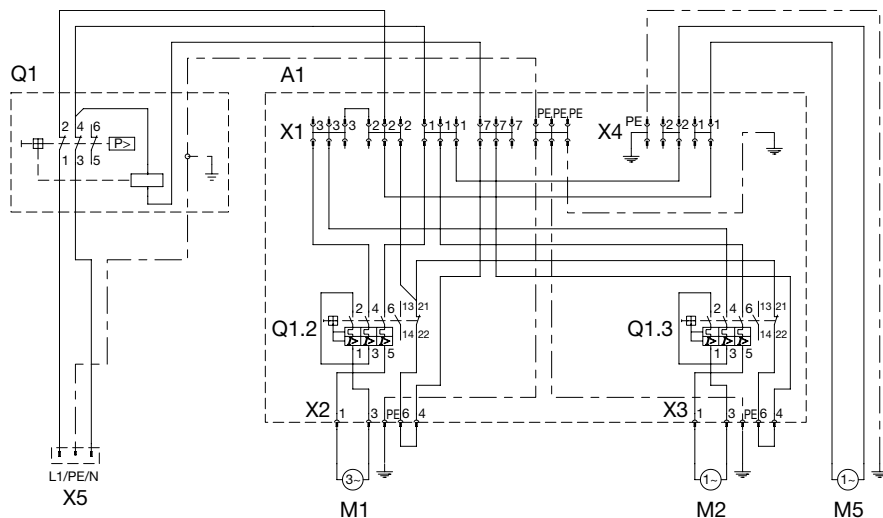 Q1
A1
X1
3 3 3 2 2 2 1 1 1 7 7 7
PE PE PE
X4
PE 2 2 1 1
2 4 6
P>
1 3 5
Q1.2
2 4 6 13 21
1 3 5 14 22
Q1.3
2 4 6 13 21
1 3 5 14 22
X2
1 3 PE 6 4
X3
1 3 PE 6 4
L1/PE/N
X5
3~
M1
1~
M2
1~
M5